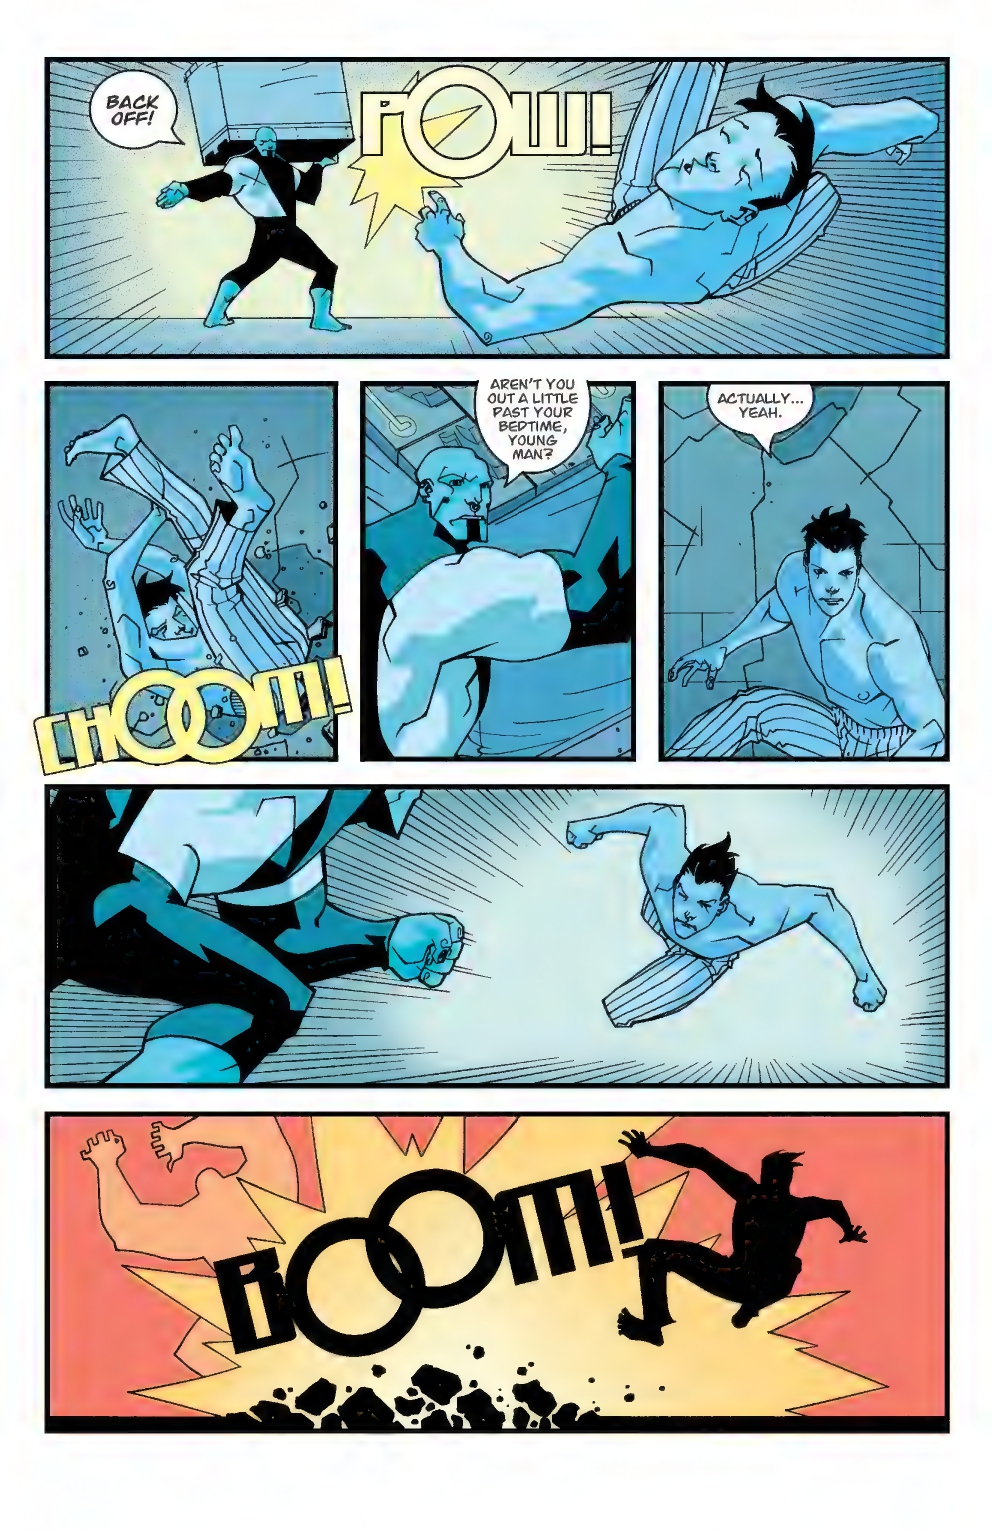 BACK
OFF!
POW!
CHOOM!
AREN'T YOU
OUT A LITTLE
PAST YOUR
BEDTIME,
YOUNG
MAN?
ACTUALLY...
YEAH.
BOOM!